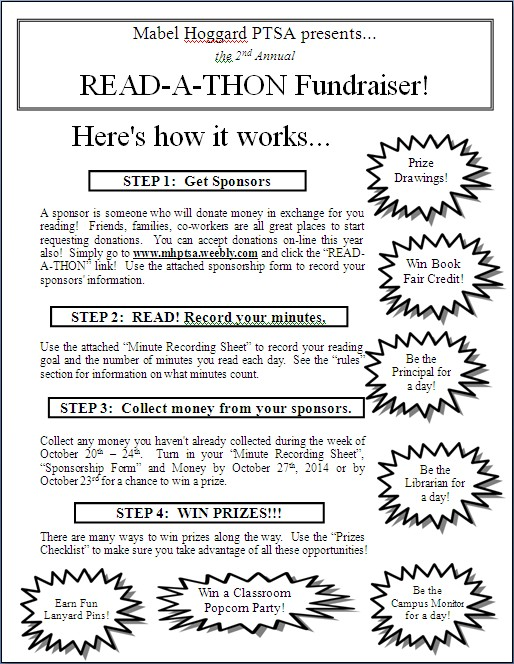 Mabel Hoggard PTSA presents...
the 2nd Annual
READ-A-THON Fundraiser!
Here's how it works...
STEP 1: Get Sponsors
A sponsor is someone who will donate money in exchange for you
reading! Friends, families, co-workers are all great places to start
requesting donations. You can accept donations on-line this year
also! Simply go to www.mhptsa.weebly.com and click the "READ-
A-THON" link! Use the attached sponsorship form to record your
sponsors' information.
STEP 2: READ! Record your minutes,
Use the attached "Minute Recording Sheet" to record your reading
goal and the number of minutes you read each day. See the "rules"
section for information on what minutes count.
STEP 3: Collect money from your sponsors.
Collect any money you haven't already collected during the week of
October 20th – 24th. Turn in your "Minute Recording Sheet",
"Sponsorship Form" and Money by October 27th, 2014 or by
October 23rd for a chance to win a prize.
STEP 4: WIN PRIZES!!!
There are many ways to win prizes along the way. Use the "Prizes
Checklist" to make sure you take advantage of all these opportunities!
Prize
Drawings!
Win Book
Fair Credit!
Be the
Principal for
a day!
Be the
Librarian for
a day!
Earn Fun
Lanyard Pins!
Win a Classroom
Popcorn Party!
Be the
Campus Monitor
for a day!